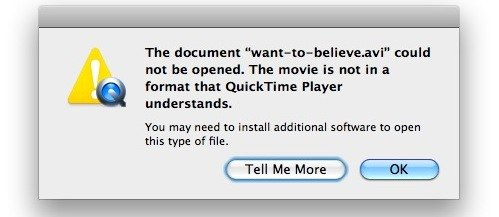 The document “want-to-believe.avi” could
not be opened. The movie is not in a
format that QuickTime Player
understands.
You may need to install additional software to open
this type of file.
Tell Me More
OK